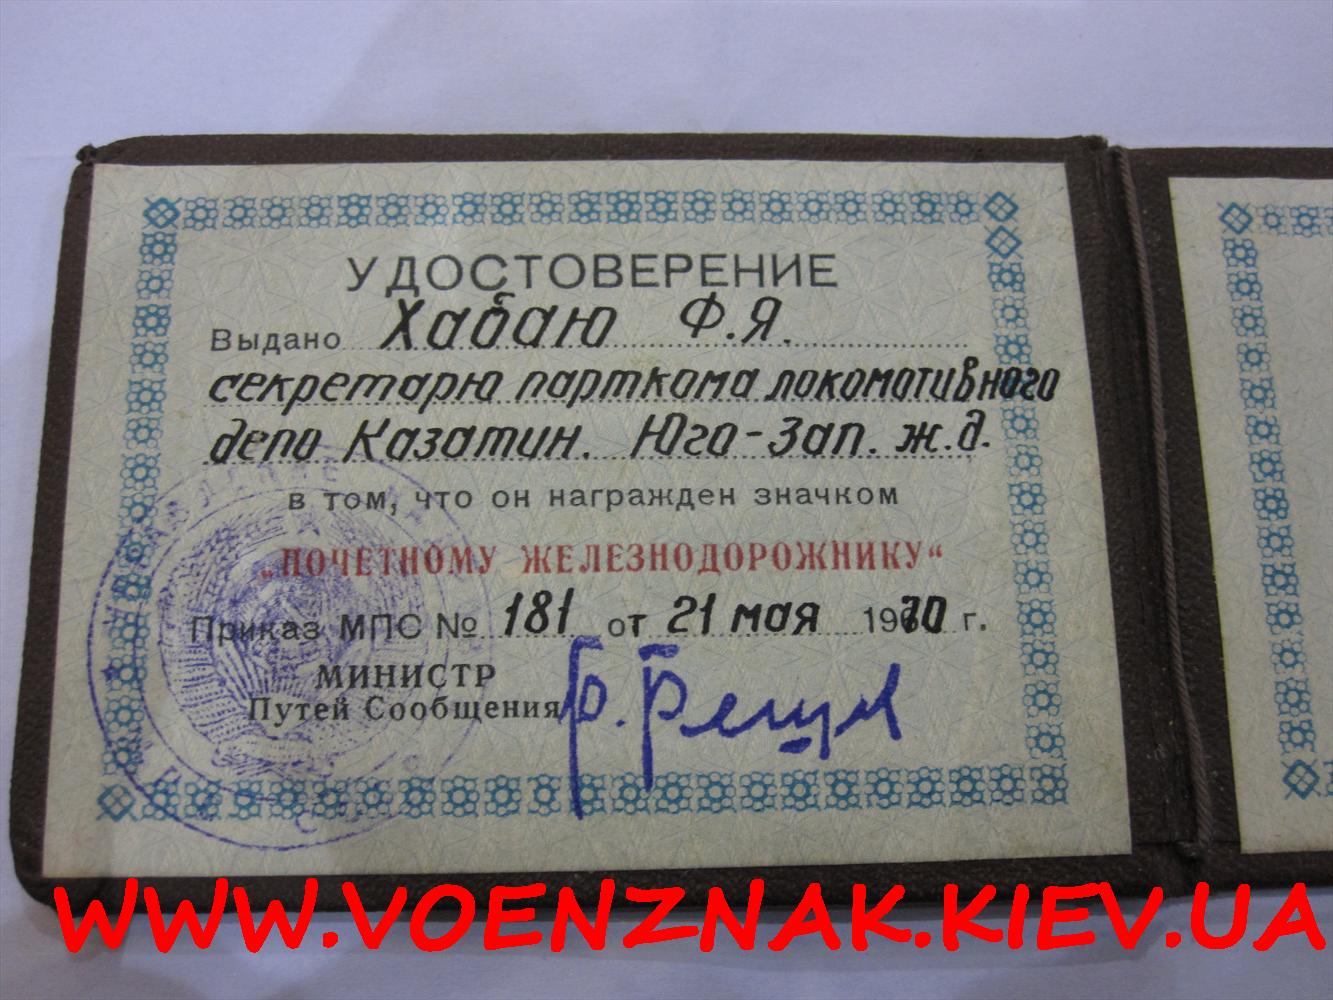 УДОСТОВЕРЕНИЕ
Выдано Хабаю Ф.Я.
секретарю парткома локомотивного
депо Казатин. Юго-Зап. ж.д.
в том, что он награжден значком
„ПОЧЕТНОМУ ЖЕЛЕЗНОДОРОЖНИКУ“
Приказ МПС № 181 от 21 мая 1970 г.
МИНИСТР
Путей Сообщения
WWW.VOENZNAK.KIEV.UA